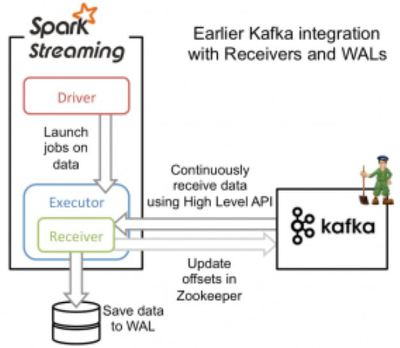 Spark
Streaming
Earlier Kafka integration
with Receivers and WALs
Driver
Launch
jobs on
data
Continuously
receive data
using High Level API
Executor
Receiver
kafka
Update
offsets in
Zookeeper
Save data
to WAL